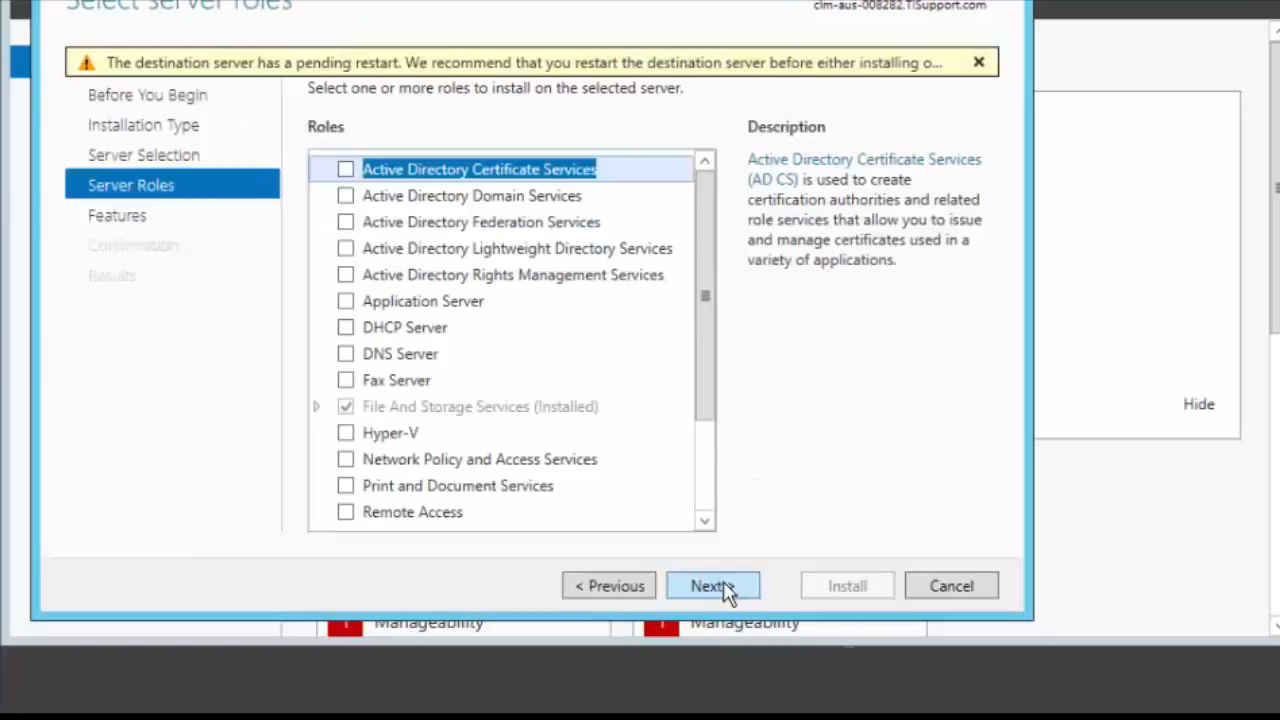 Select server roles
clm-aus-008282.TISupport.com
The destination server has a pending restart. We recommend that you restart the destination server before either installing o...
Before You Begin
Installation Type
Server Selection
Server Roles
Features
Confirmation
Results
Select one or more roles to install on the selected server.
Roles
Active Directory Certificate Services
Active Directory Domain Services
Active Directory Federation Services
Active Directory Lightweight Directory Services
Active Directory Rights Management Services
Application Server
DHCP Server
DNS Server
Fax Server
File And Storage Services (Installed)
Hyper-V
Network Policy and Access Services
Print and Document Services
Remote Access
Description
Active Directory Certificate Services
(AD CS) is used to create
certification authorities and related
role services that allow you to issue
and manage certificates used in a
variety of applications.
Hide
< Previous
Next >
Install
Cancel
1 Manageability
1 Manageability